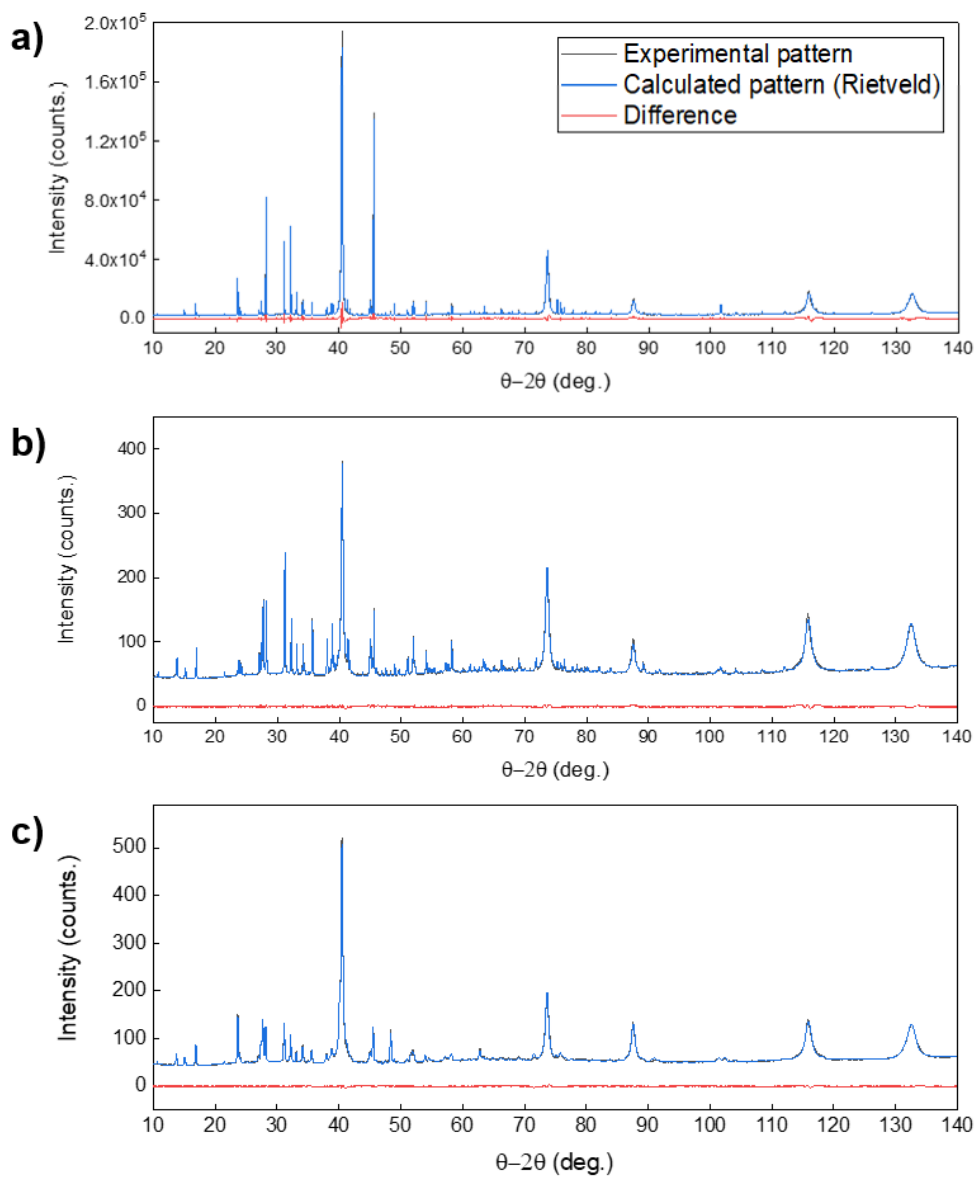 a)
Intensity (counts.)
2.0x10⁵
1.6x10⁵
1.2x10⁵
8.0x10⁴
4.0x10⁴
0.0
Experimental pattern
Calculated pattern (Rietveld)
Difference
10 20 30 40 50 60 70 80 90 100 110 120 130 140
θ–2θ (deg.)
b)
Intensity (counts.)
400
300
200
100
0
10 20 30 40 50 60 70 80 90 100 110 120 130 140
θ–2θ (deg.)
c)
Intensity (counts.)
500
400
300
200
100
0
10 20 30 40 50 60 70 80 90 100 110 120 130 140
θ–2θ (deg.)